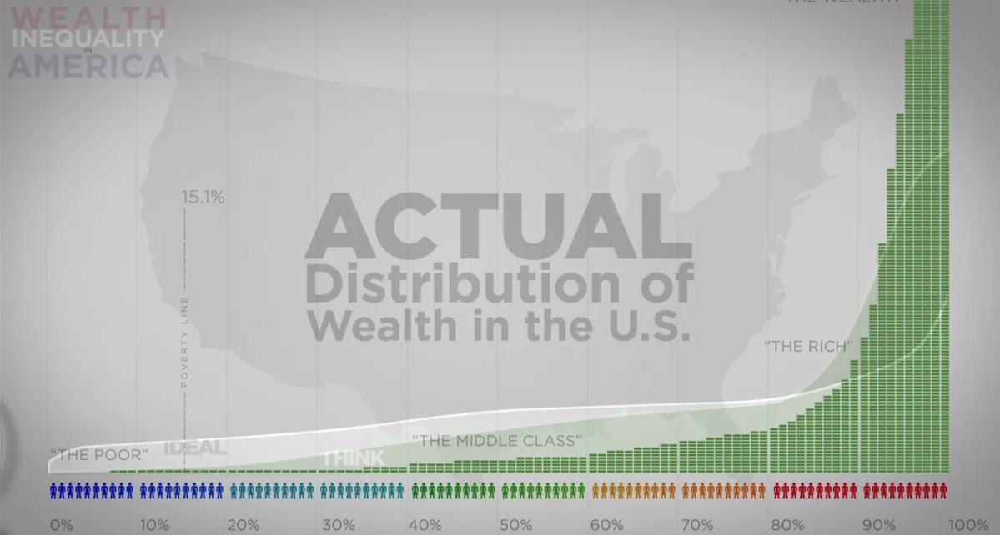 WEALTH
INEQUALITY
IN
AMERICA
15.1%
POVERTY LINE
ACTUAL
Distribution of
Wealth in the U.S.
"THE RICH"
"THE MIDDLE CLASS"
"THE POOR"
IDEAL
THINK
0% 10% 20% 30% 40% 50% 60% 70% 80% 90% 100%